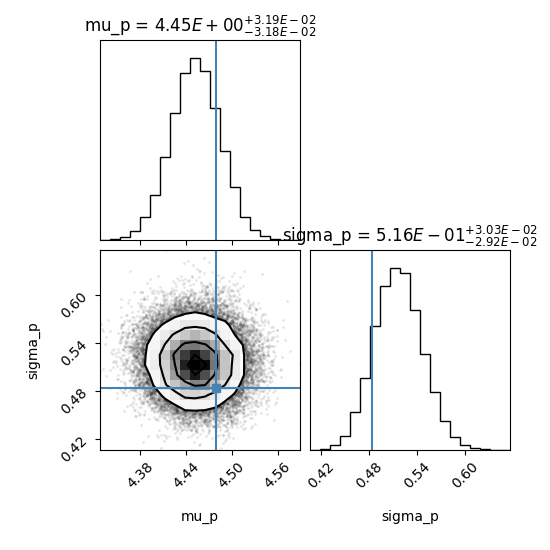 mu_p = 4.45E + 00+3.19E−02
−3.18E−02
sigma_p = 5.16E − 01+3.03E−02
−2.92E−02
sigma_p
0.60
0.54
0.48
0.42
4.38 4.44 4.50 4.56
mu_p
0.42 0.48 0.54 0.60
sigma_p